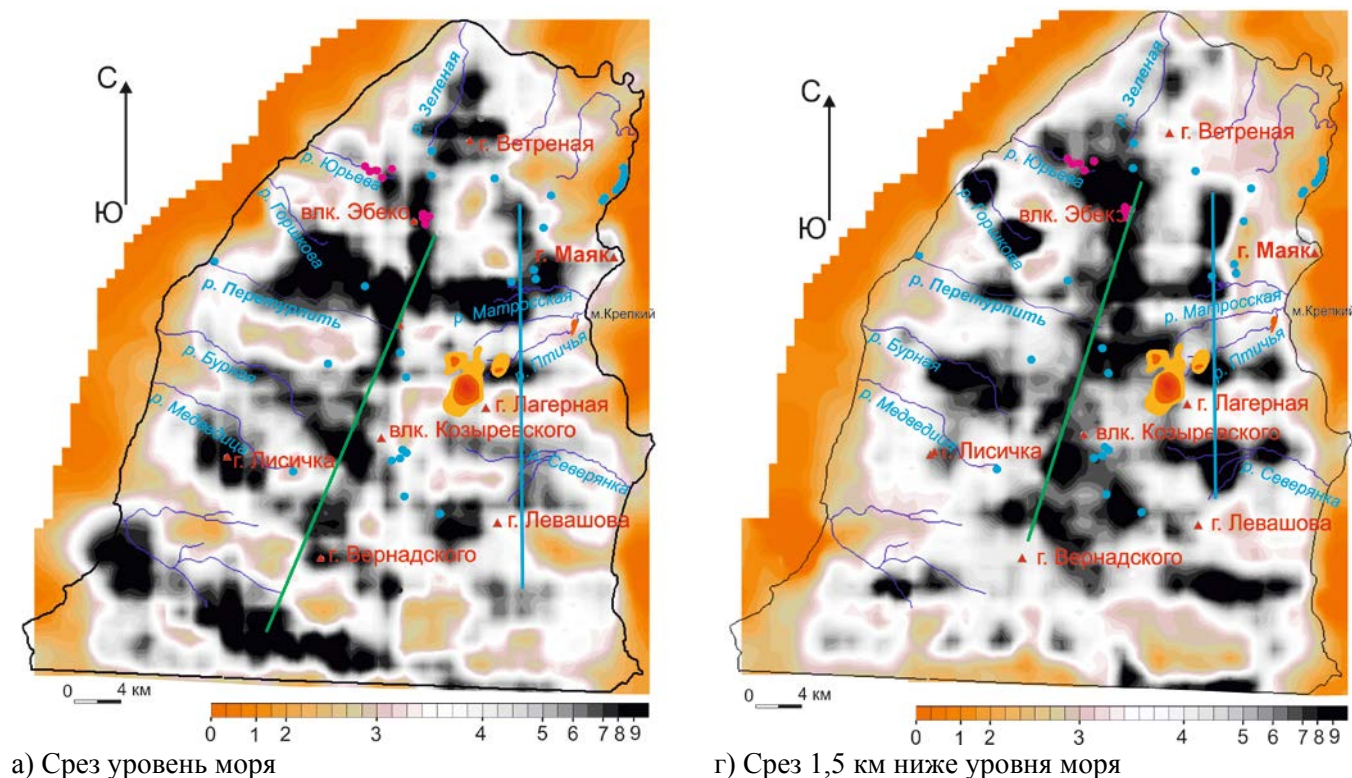 С
Ю
р. Зеленая
г. Ветреная
р. Юрьева
влк. Эбеко
р. Горшкова
г. Маяк
р. Перетурлить
р. Матросская
м.Крепкий
р. Птичья
р. Бурная
г. Лагерная
р. Медведица
влк. Козыревского
г. Лисичка
р. Северянка
г. Левашова
г. Вернадского
0 4 км
0 1 2 3 4 5 6 7 8 9
а) Срез уровень моря
С
Ю
р. Зеленая
г. Ветреная
р. Юрьева
влк. Эбеко
р. Горшкова
г. Маяк
р. Перетурлить
р. Матросская
м.Крепкий
р. Птичья
р. Бурная
г. Лагерная
р. Медведица
влк. Козыревского
г. Лисичка
р. Северянка
г. Левашова
г. Вернадского
0 4 км
0 1 2 3 4 5 6 7 8 9
г) Срез 1,5 км ниже уровня моря